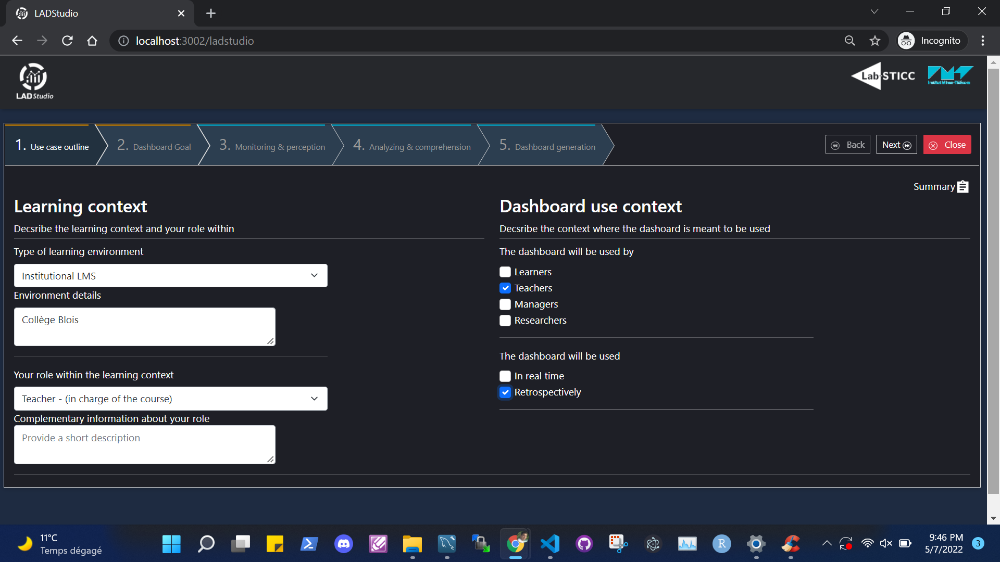 LADStudio
localhost:3002/ladstudio
Incognito
LAD Studio
Lab-STICC
IMT
Institut Mines-Télécom
1. Use case outline
2. Dashboard Goal
3. Monitoring & perception
4. Analyzing & comprehension
5. Dashboard generation
Back
Next
Close
Summary
Learning context
Decsribe the learning context and your role within
Type of learning environment
Institutional LMS
Environment details
Collège Blois
Your role within the learning context
Teacher - (in charge of the course)
Complementary information about your role
Provide a short description
Dashboard use context
Decsribe the context where the dashoard is meant to be used
The dashboard will be used by
Learners
Teachers
Managers
Researchers
The dashboard will be used
In real time
Retrospectively
11°C
Temps dégagé
R
9:46 PM
5/7/2022
3